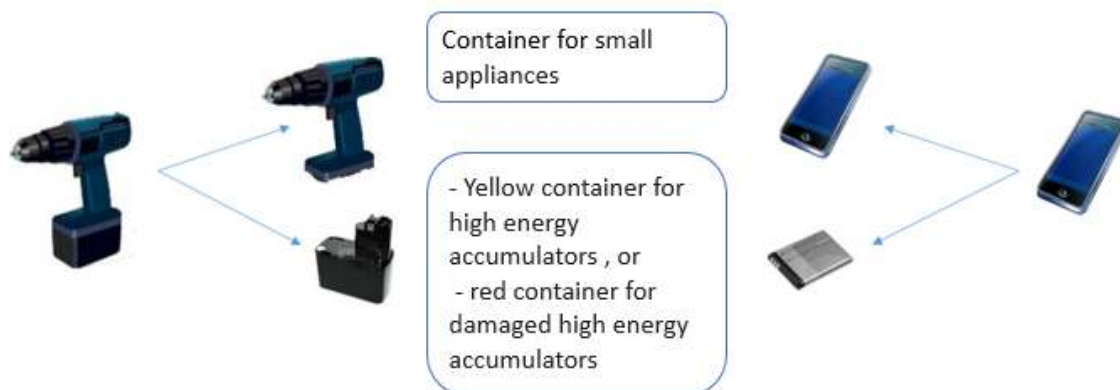 Container for small
appliances
- Yellow container for
high energy
accumulators , or
- red container for
damaged high energy
accumulators